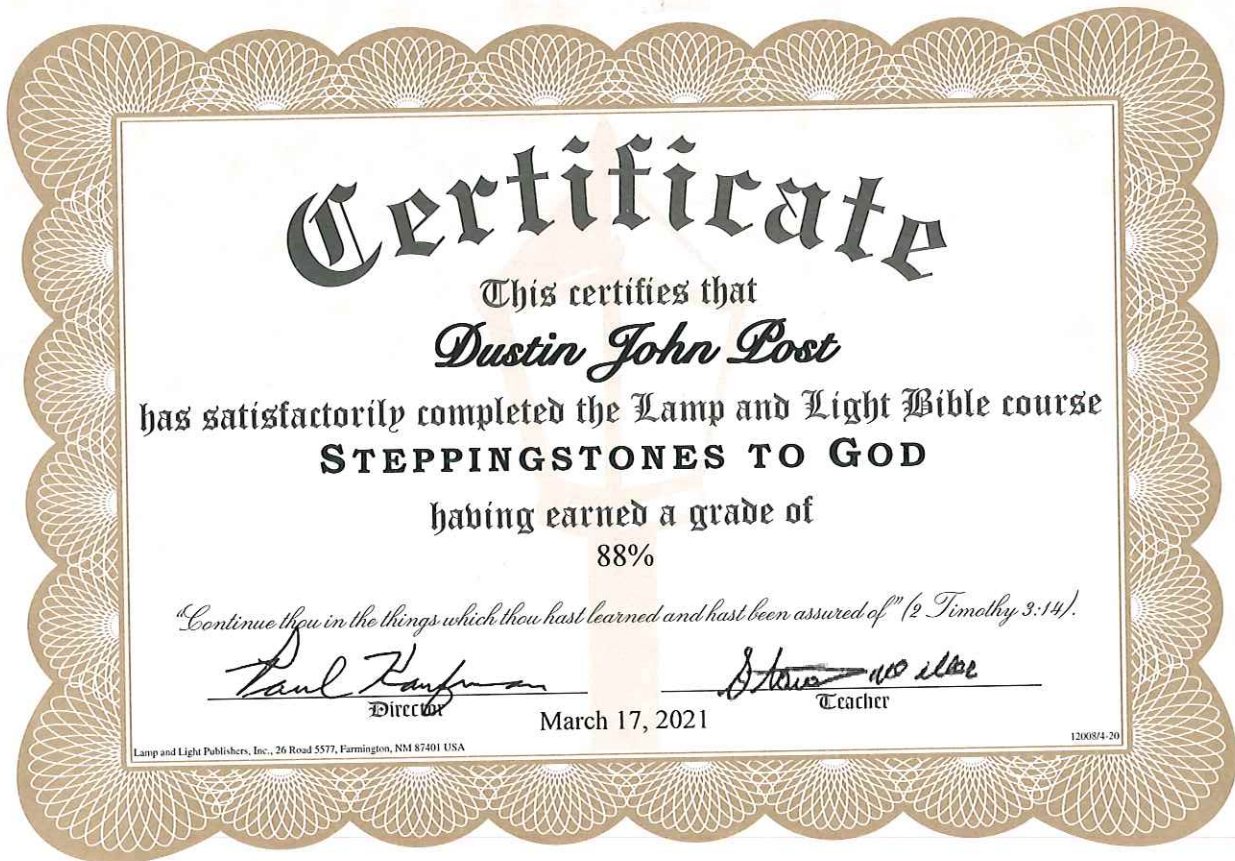 Certificate
This certifies that
Dustin John Post
has satisfactorily completed the Lamp and Light Bible course
STEPPINGSTONES TO GOD
having earned a grade of
88%
"Continue thou in the things which thou hast learned and hast been assured of" (2 Timothy 3:14).
Paul Kaufman
Director
Teacher
March 17, 2021
Lamp and Light Publishers, Inc., 26 Road 5577, Farmington, NM 87401 USA
12008/4-20